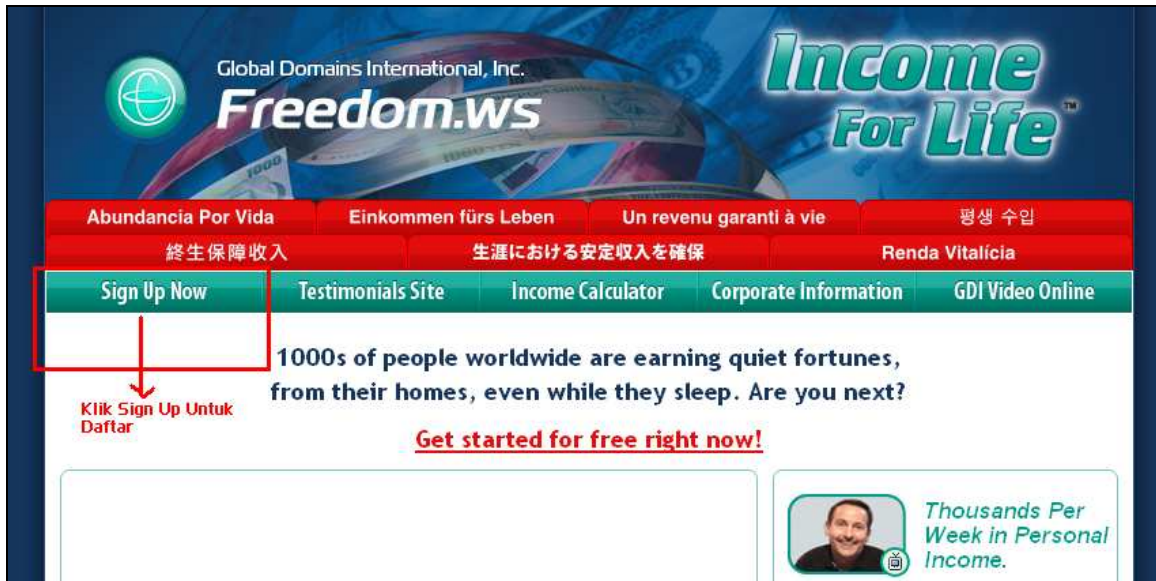 Global Domains International, Inc.
Freedom.ws
Income
For Life™
Abundancia Por Vida
Einkommen fürs Leben
Un revenu garanti à vie
평생 수입
終生保障收入
生涯における安定収入を確保
Renda Vitalícia
Sign Up Now
Testimonials Site
Income Calculator
Corporate Information
GDI Video Online
1000s of people worldwide are earning quiet fortunes,
from their homes, even while they sleep. Are you next?
Klik Sign Up Untuk
Daftar
Get started for free right now!
Thousands Per
Week in Personal
Income.
1000